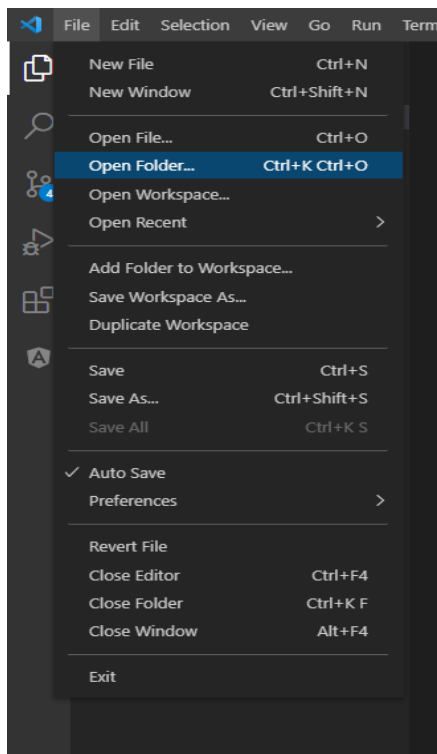 File Edit Selection View Go Run Term
New File Ctrl+N
New Window Ctrl+Shift+N
Open File... Ctrl+O
Open Folder... Ctrl+K Ctrl+O
Open Workspace...
Open Recent
Add Folder to Workspace...
Save Workspace As...
Duplicate Workspace
Save Ctrl+S
Save As... Ctrl+Shift+S
Save All Ctrl+K S
Auto Save
Preferences
Revert File
Close Editor Ctrl+F4
Close Folder Ctrl+K F
Close Window Alt+F4
Exit
4
A